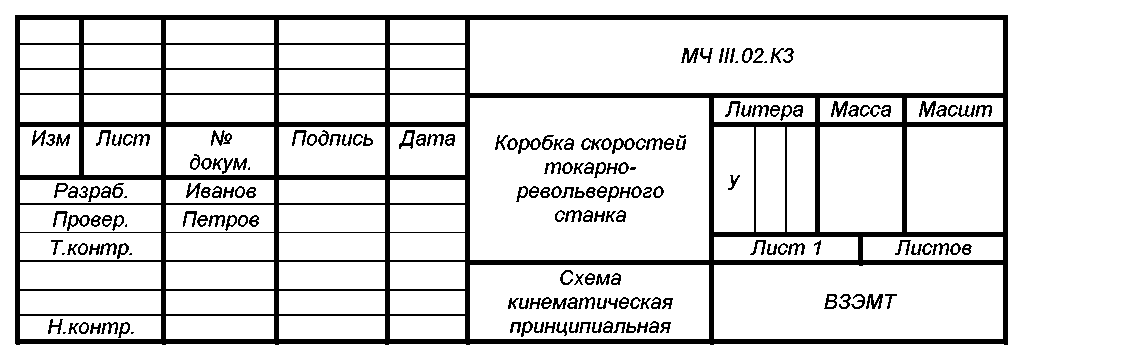 МЧ III.02.КЗ
Литера Масса Масшт
Изм Лист № докум. Подпись Дата
Коробка скоростей
токарно-
револьверного
станка
у
Разраб. Иванов
Провер. Петров
Т.контр.
Лист 1 Листов
Схема
кинематическая
принципиальная
ВЗЭМТ
Н.контр.